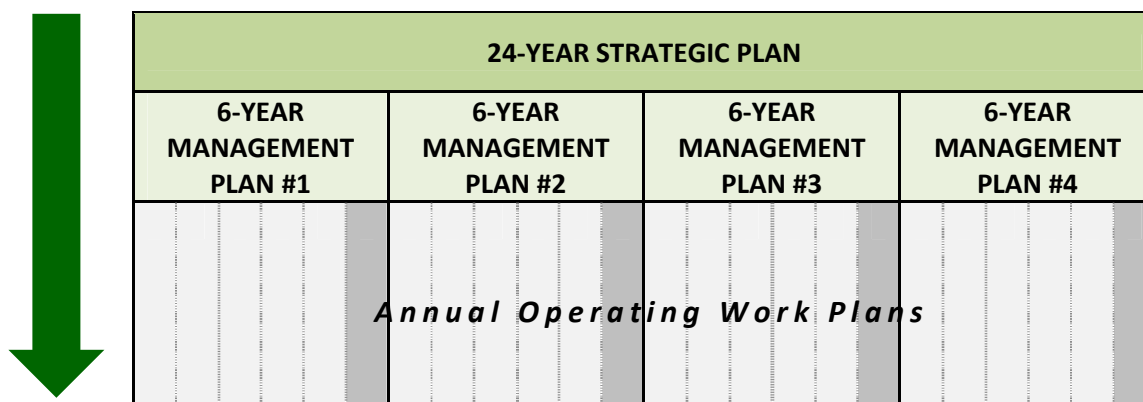 24-YEAR STRATEGIC PLAN
6-YEAR
MANAGEMENT
PLAN #1
6-YEAR
MANAGEMENT
PLAN #2
6-YEAR
MANAGEMENT
PLAN #3
6-YEAR
MANAGEMENT
PLAN #4
Annual Operating Work Plans